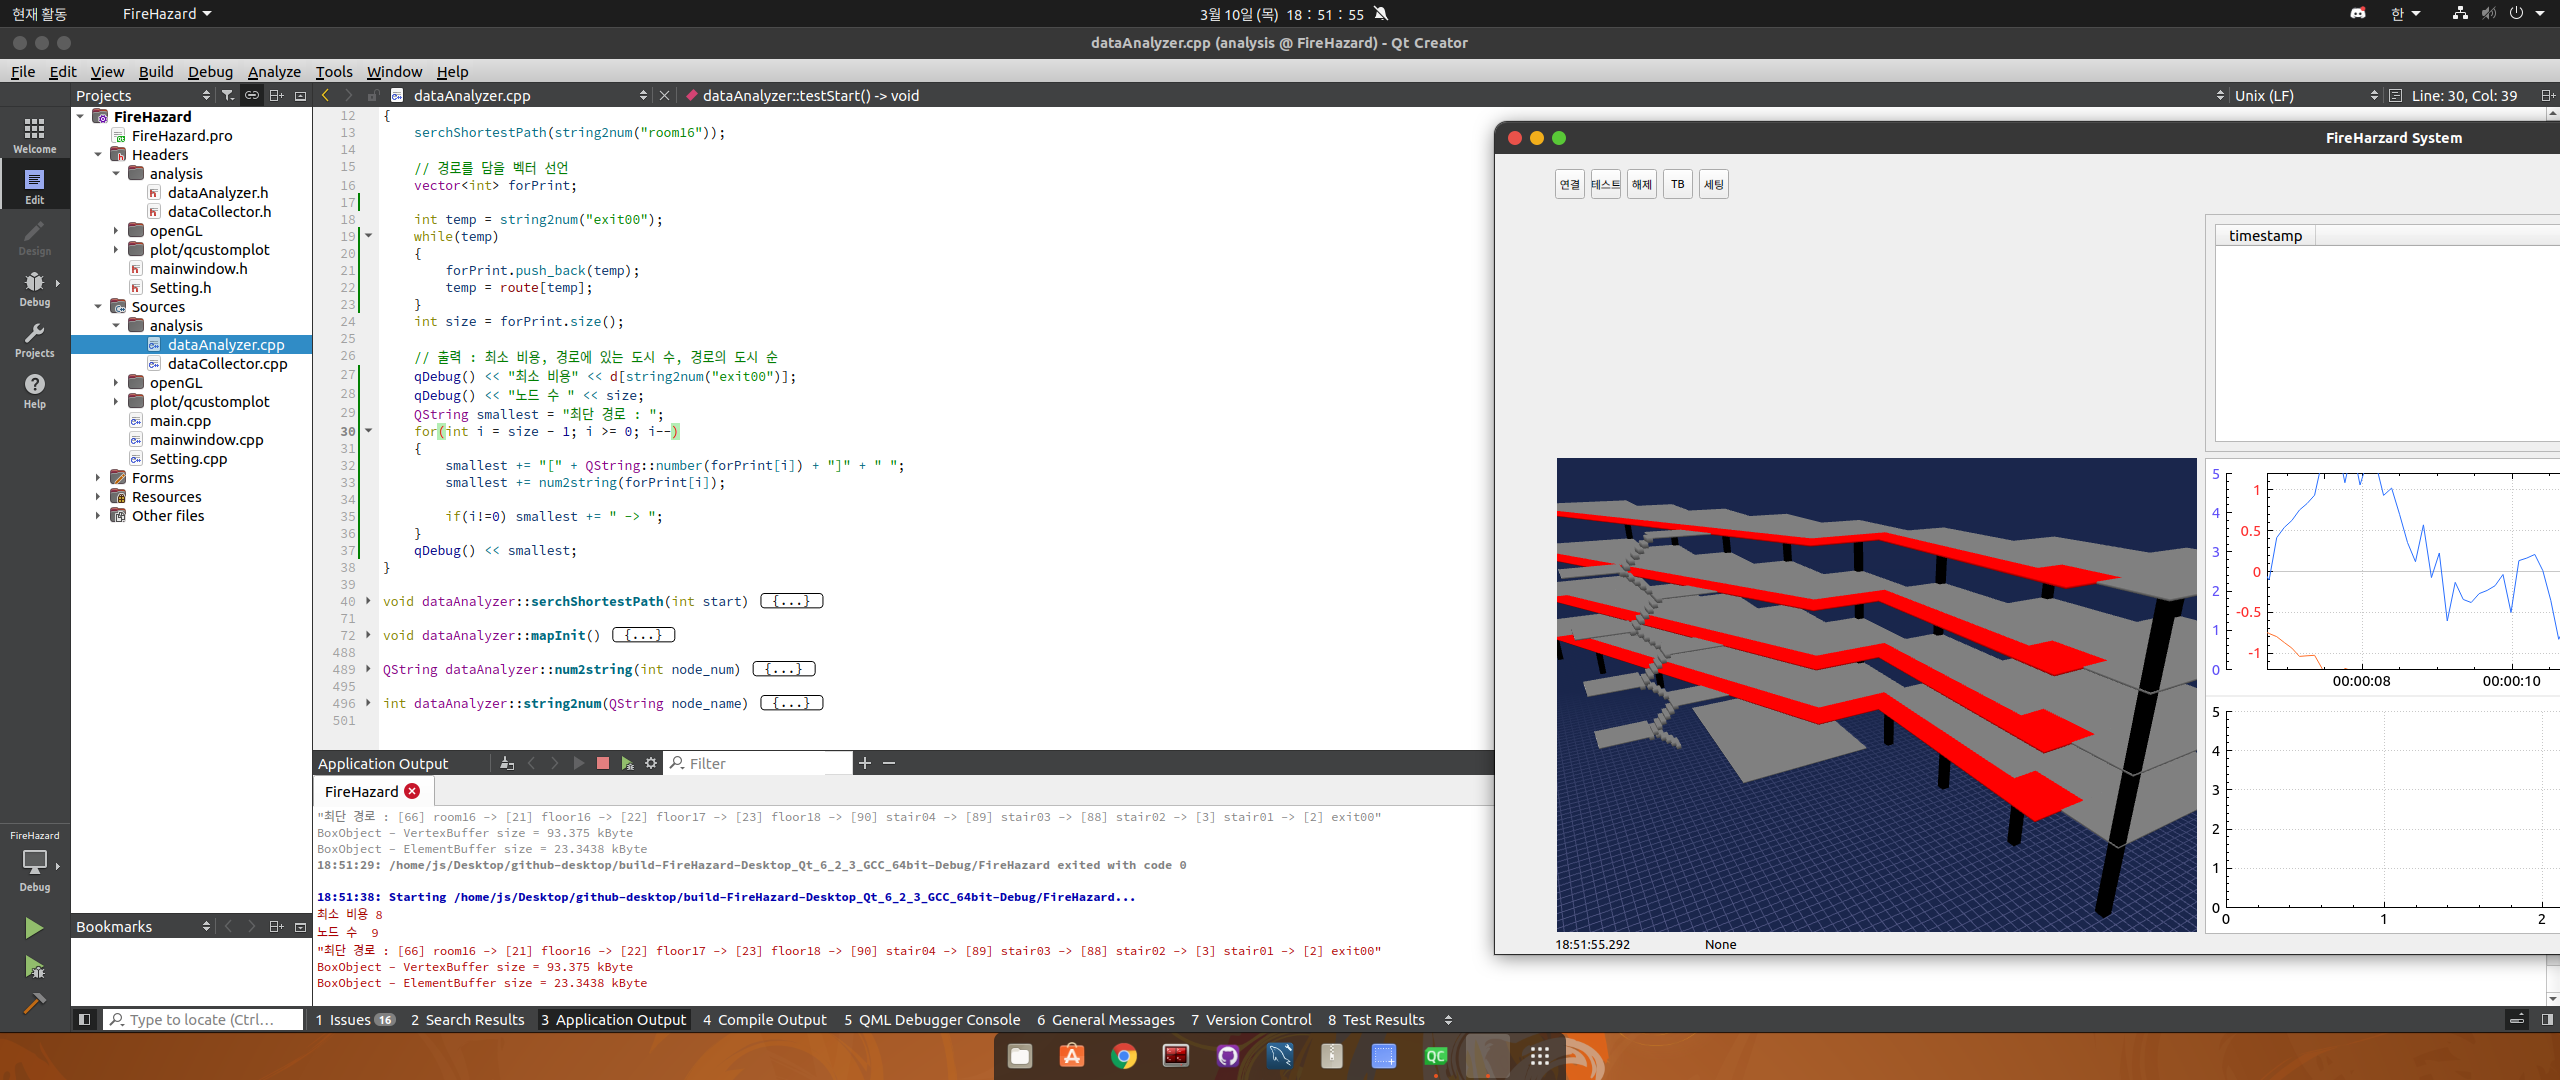 현재 활동 FireHazard 3월 10일 (목) 18 : 51 : 55 한
dataAnalyzer.cpp (analysis @ FireHazard) - Qt Creator
File Edit View Build Debug Analyze Tools Window Help
Projects dataAnalyzer.cpp dataAnalyzer::testStart() -> void Unix (LF) Line: 30, Col: 39
Welcome
Edit
Design
Debug
Projects
Help
FireHazard
Debug
FireHazard
FireHazard.pro
Headers
analysis
dataAnalyzer.h
dataCollector.h
openGL
plot/qcustomplot
mainwindow.h
Setting.h
Sources
analysis
dataAnalyzer.cpp
dataCollector.cpp
openGL
plot/qcustomplot
main.cpp
mainwindow.cpp
Setting.cpp
Forms
Resources
Other files
Bookmarks
Type to locate (Ctrl...
12 {
13 serchShortestPath(string2num("room16"));
14
15 // 경로를 담을 벡터 선언
16 vector<int> forPrint;
17
18 int temp = string2num("exit00");
19 while(temp)
20 {
21 forPrint.push_back(temp);
22 temp = route[temp];
23 }
24 int size = forPrint.size();
25
26 // 출력 : 최소 비용, 경로에 있는 도시 수, 경로의 도시 순
27 qDebug() << "최소 비용" << d[string2num("exit00")];
28 qDebug() << "노드 수 " << size;
29 QString smallest = "최단 경로 : ";
30 for(int i = size - 1; i >= 0; i--)
31 {
32 smallest += "[" + QString::number(forPrint[i]) + "]" + " ";
33 smallest += num2string(forPrint[i]);
34
35 if(i!=0) smallest += " -> ";
36 }
37 qDebug() << smallest;
38 }
39
40 void dataAnalyzer::serchShortestPath(int start) {...}
71
72 void dataAnalyzer::mapInit() {...}
488
489 QString dataAnalyzer::num2string(int node_num) {...}
495
496 int dataAnalyzer::string2num(QString node_name) {...}
501
Application Output Filter
FireHazard
"최단 경로 : [66] room16 -> [21] floor16 -> [22] floor17 -> [23] floor18 -> [90] stair04 -> [89] stair03 -> [88] stair02 -> [3] stair01 -> [2] exit00"
BoxObject - VertexBuffer size = 93.375 kByte
BoxObject - ElementBuffer size = 23.3438 kByte
18:51:29: /home/js/Desktop/github-desktop/build-FireHazard-Desktop_Qt_6_2_3_GCC_64bit-Debug/FireHazard exited with code 0
18:51:38: Starting /home/js/Desktop/github-desktop/build-FireHazard-Desktop_Qt_6_2_3_GCC_64bit-Debug/FireHazard...
최소 비용 8
노드 수  9
"최단 경로 : [66] room16 -> [21] floor16 -> [22] floor17 -> [23] floor18 -> [90] stair04 -> [89] stair03 -> [88] stair02 -> [3] stair01 -> [2] exit00"
BoxObject - VertexBuffer size = 93.375 kByte
BoxObject - ElementBuffer size = 23.3438 kByte
1 Issues 16 2 Search Results 3 Application Output 4 Compile Output 5 QML Debugger Console 6 General Messages 7 Version Control 8 Test Results
FireHarzard System
연결 테스트 해제 TB 세팅
timestamp
5
4
3
2
1
0
1
0.5
0
-0.5
-1
00:00:08 00:00:10
5
4
3
2
1
0
0 1 2
18:51:55.292 None
QC